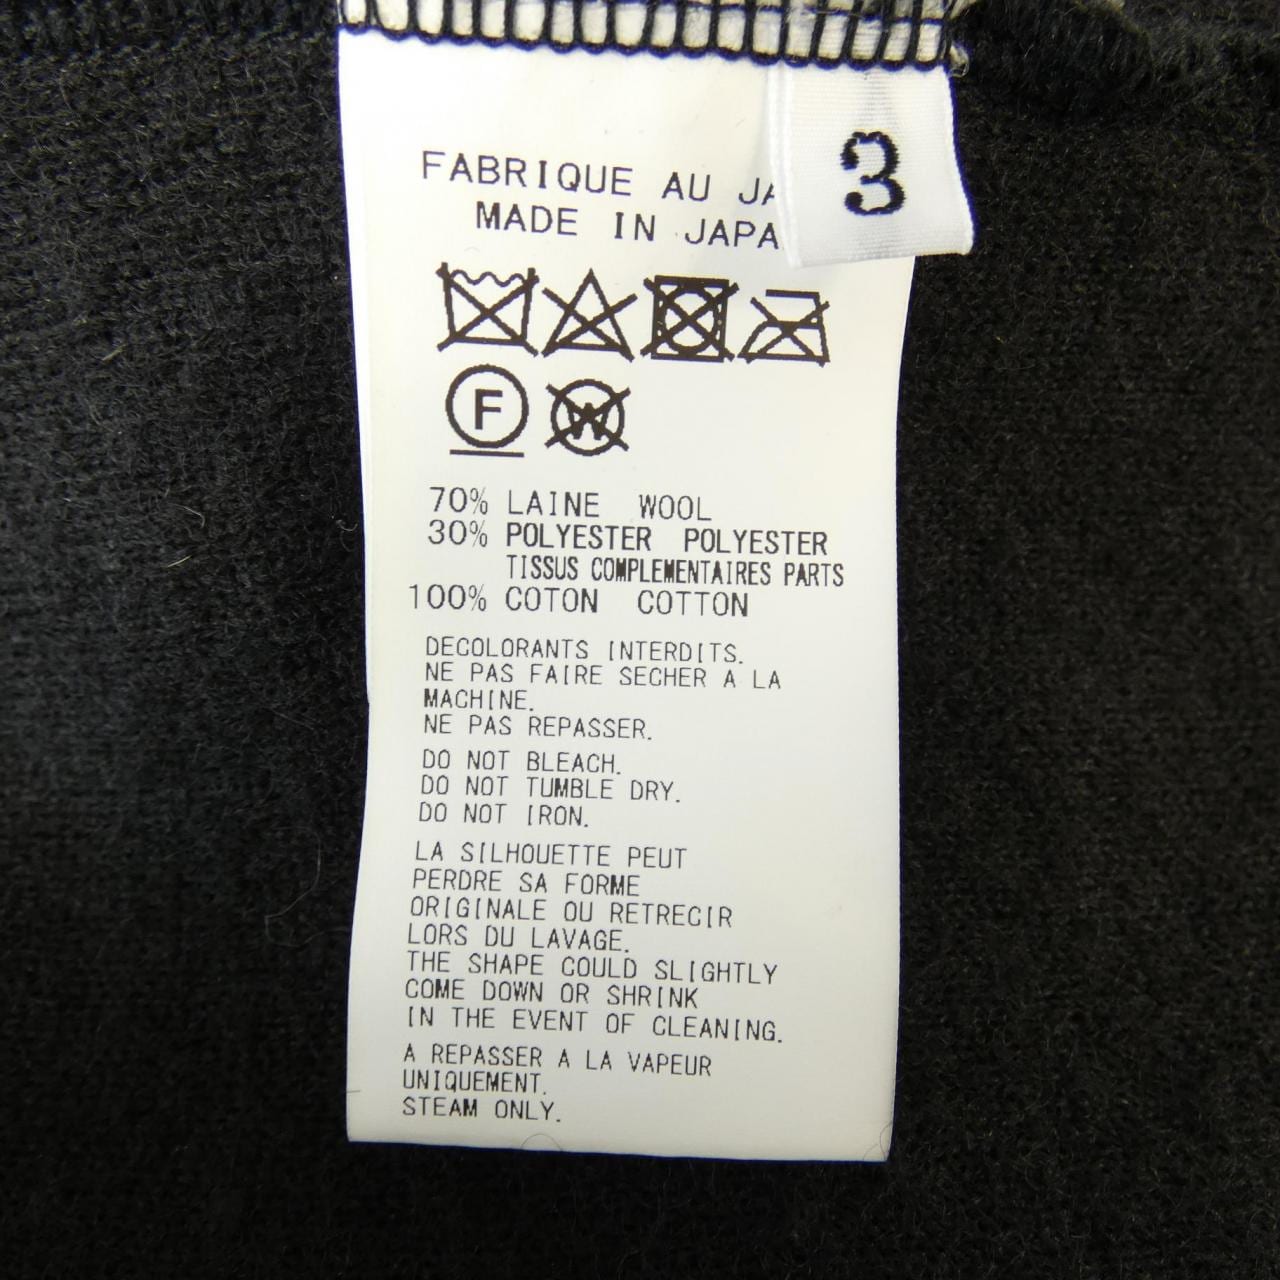 3
FABRIQUE AU JA
MADE IN JAPA
F
W
70% LAINE WOOL
30% POLYESTER POLYESTER
TISSUS COMPLEMENTAIRES PARTS
100% COTON COTTON
DECOLORANTS INTERDITS.
NE PAS FAIRE SECHER A LA
MACHINE.
NE PAS REPASSER.
DO NOT BLEACH.
DO NOT TUMBLE DRY.
DO NOT IRON.
LA SILHOUETTE PEUT
PERDRE SA FORME
ORIGINALE OU RETRECIR
LORS DU LAVAGE.
THE SHAPE COULD SLIGHTLY
COME DOWN OR SHRINK
IN THE EVENT OF CLEANING.
A REPASSER A LA VAPEUR
UNIQUEMENT.
STEAM ONLY.